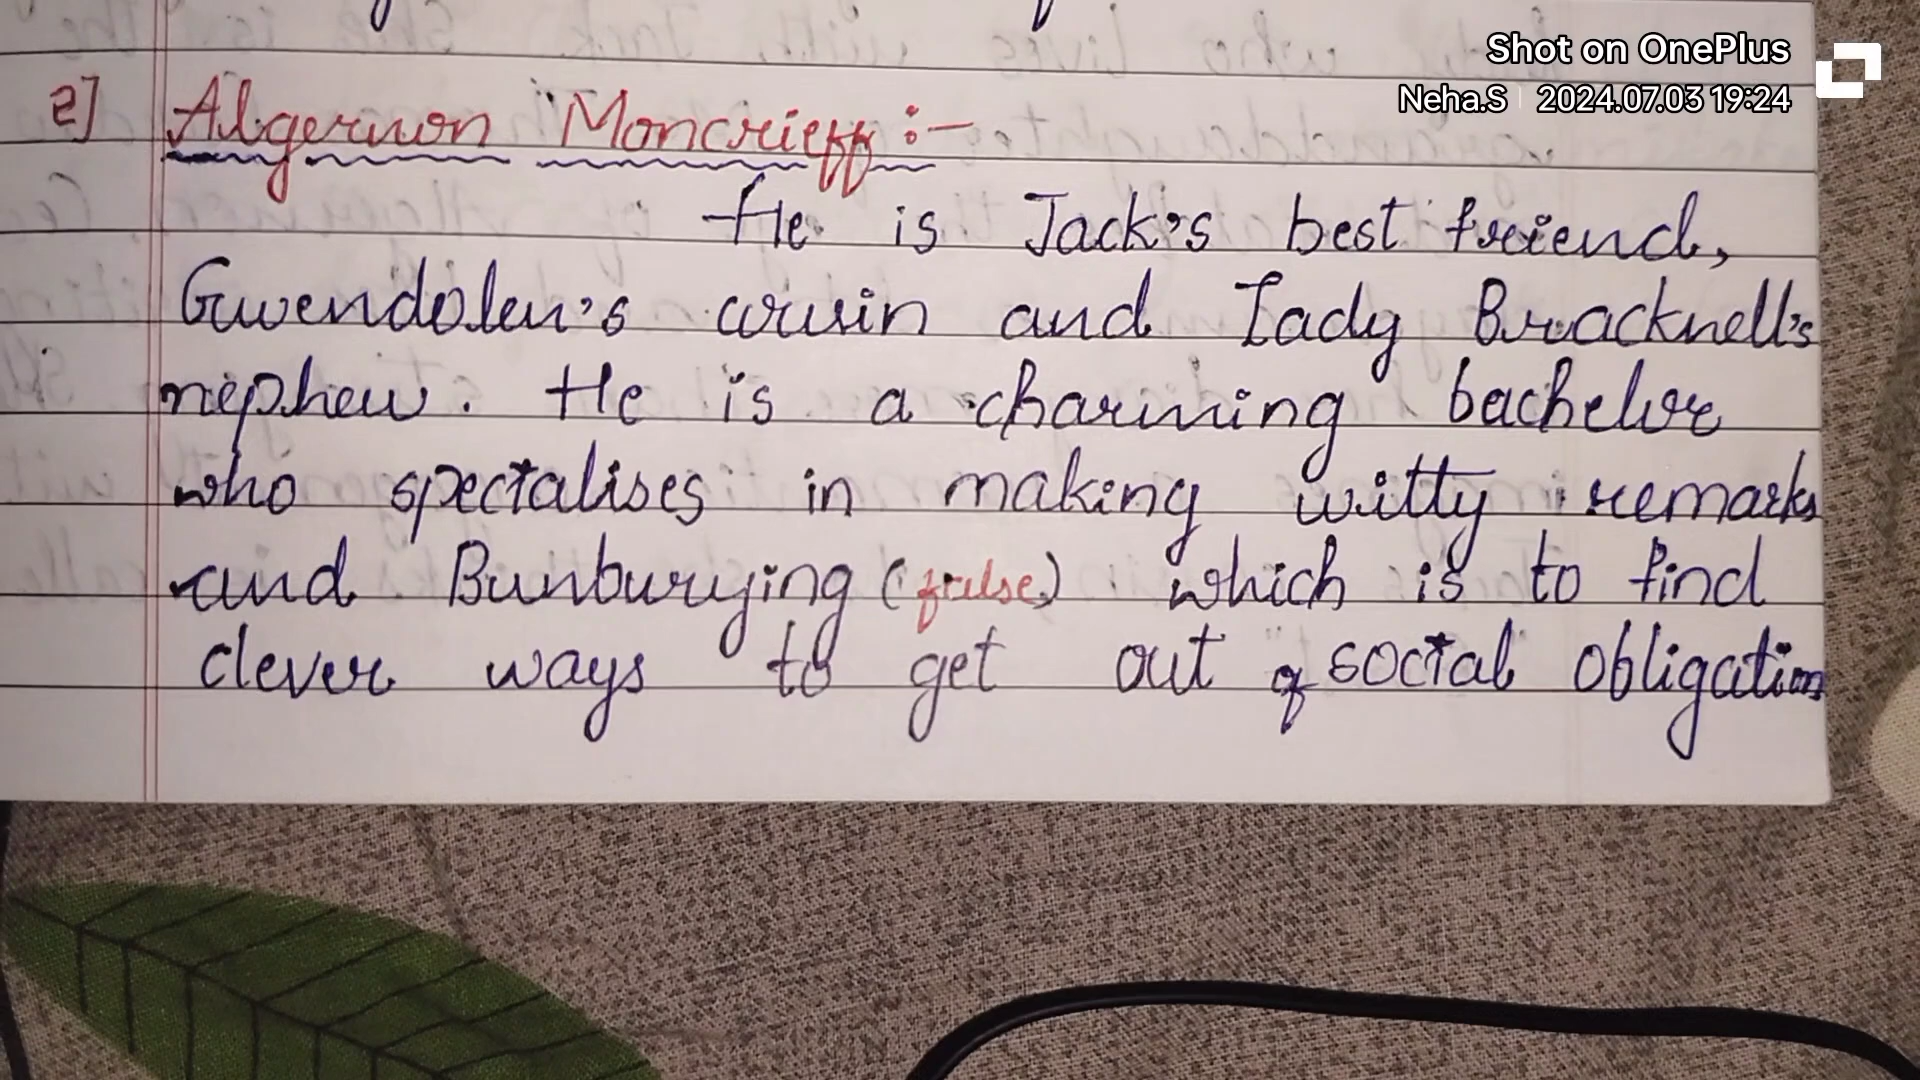 Shot on OnePlus
Neha.S | 2024.07.03 19:24
2] Algernon Moncrieff :-
He is Jack's best friend,
Gwendolen's cousin and Lady Bracknell's
nephew. He is a charming bachelor
who specialises in making witty remarks
and Bunburying (false) which is to find
clever ways to get out of social obligations